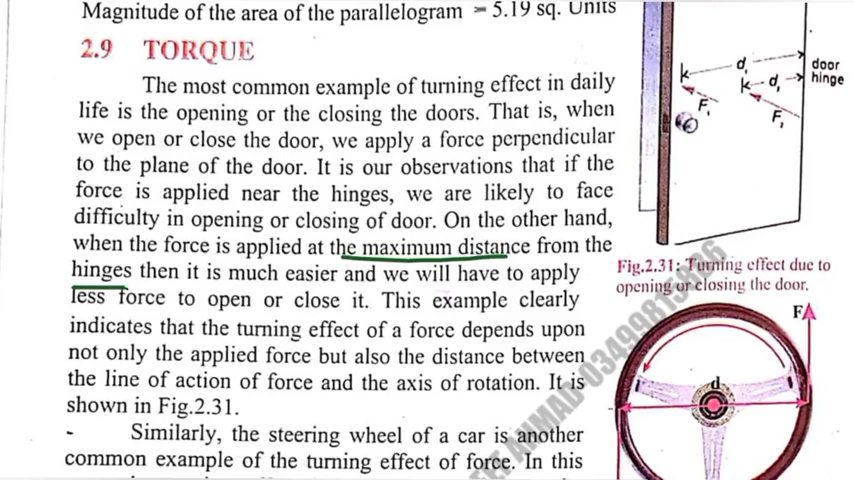 Magnitude of the area of the parallelogram = 5.19 sq. Units
2.9 TORQUE
The most common example of turning effect in daily
life is the opening or the closing the doors. That is, when
we open or close the door, we apply a force perpendicular
to the plane of the door. It is our observations that if the
force is applied near the hinges, we are likely to face
difficulty in opening or closing of door. On the other hand,
when the force is applied at the maximum distance from the
hinges then it is much easier and we will have to apply
less force to open or close it. This example clearly
indicates that the turning effect of a force depends upon
not only the applied force but also the distance between
the line of action of force and the axis of rotation. It is
shown in Fig.2.31.
Similarly, the steering wheel of a car is another
common example of the turning effect of force. In this
d
d
door
hinge
F
F
Fig.2.31: Turning effect due to
opening or closing the door.
F
d